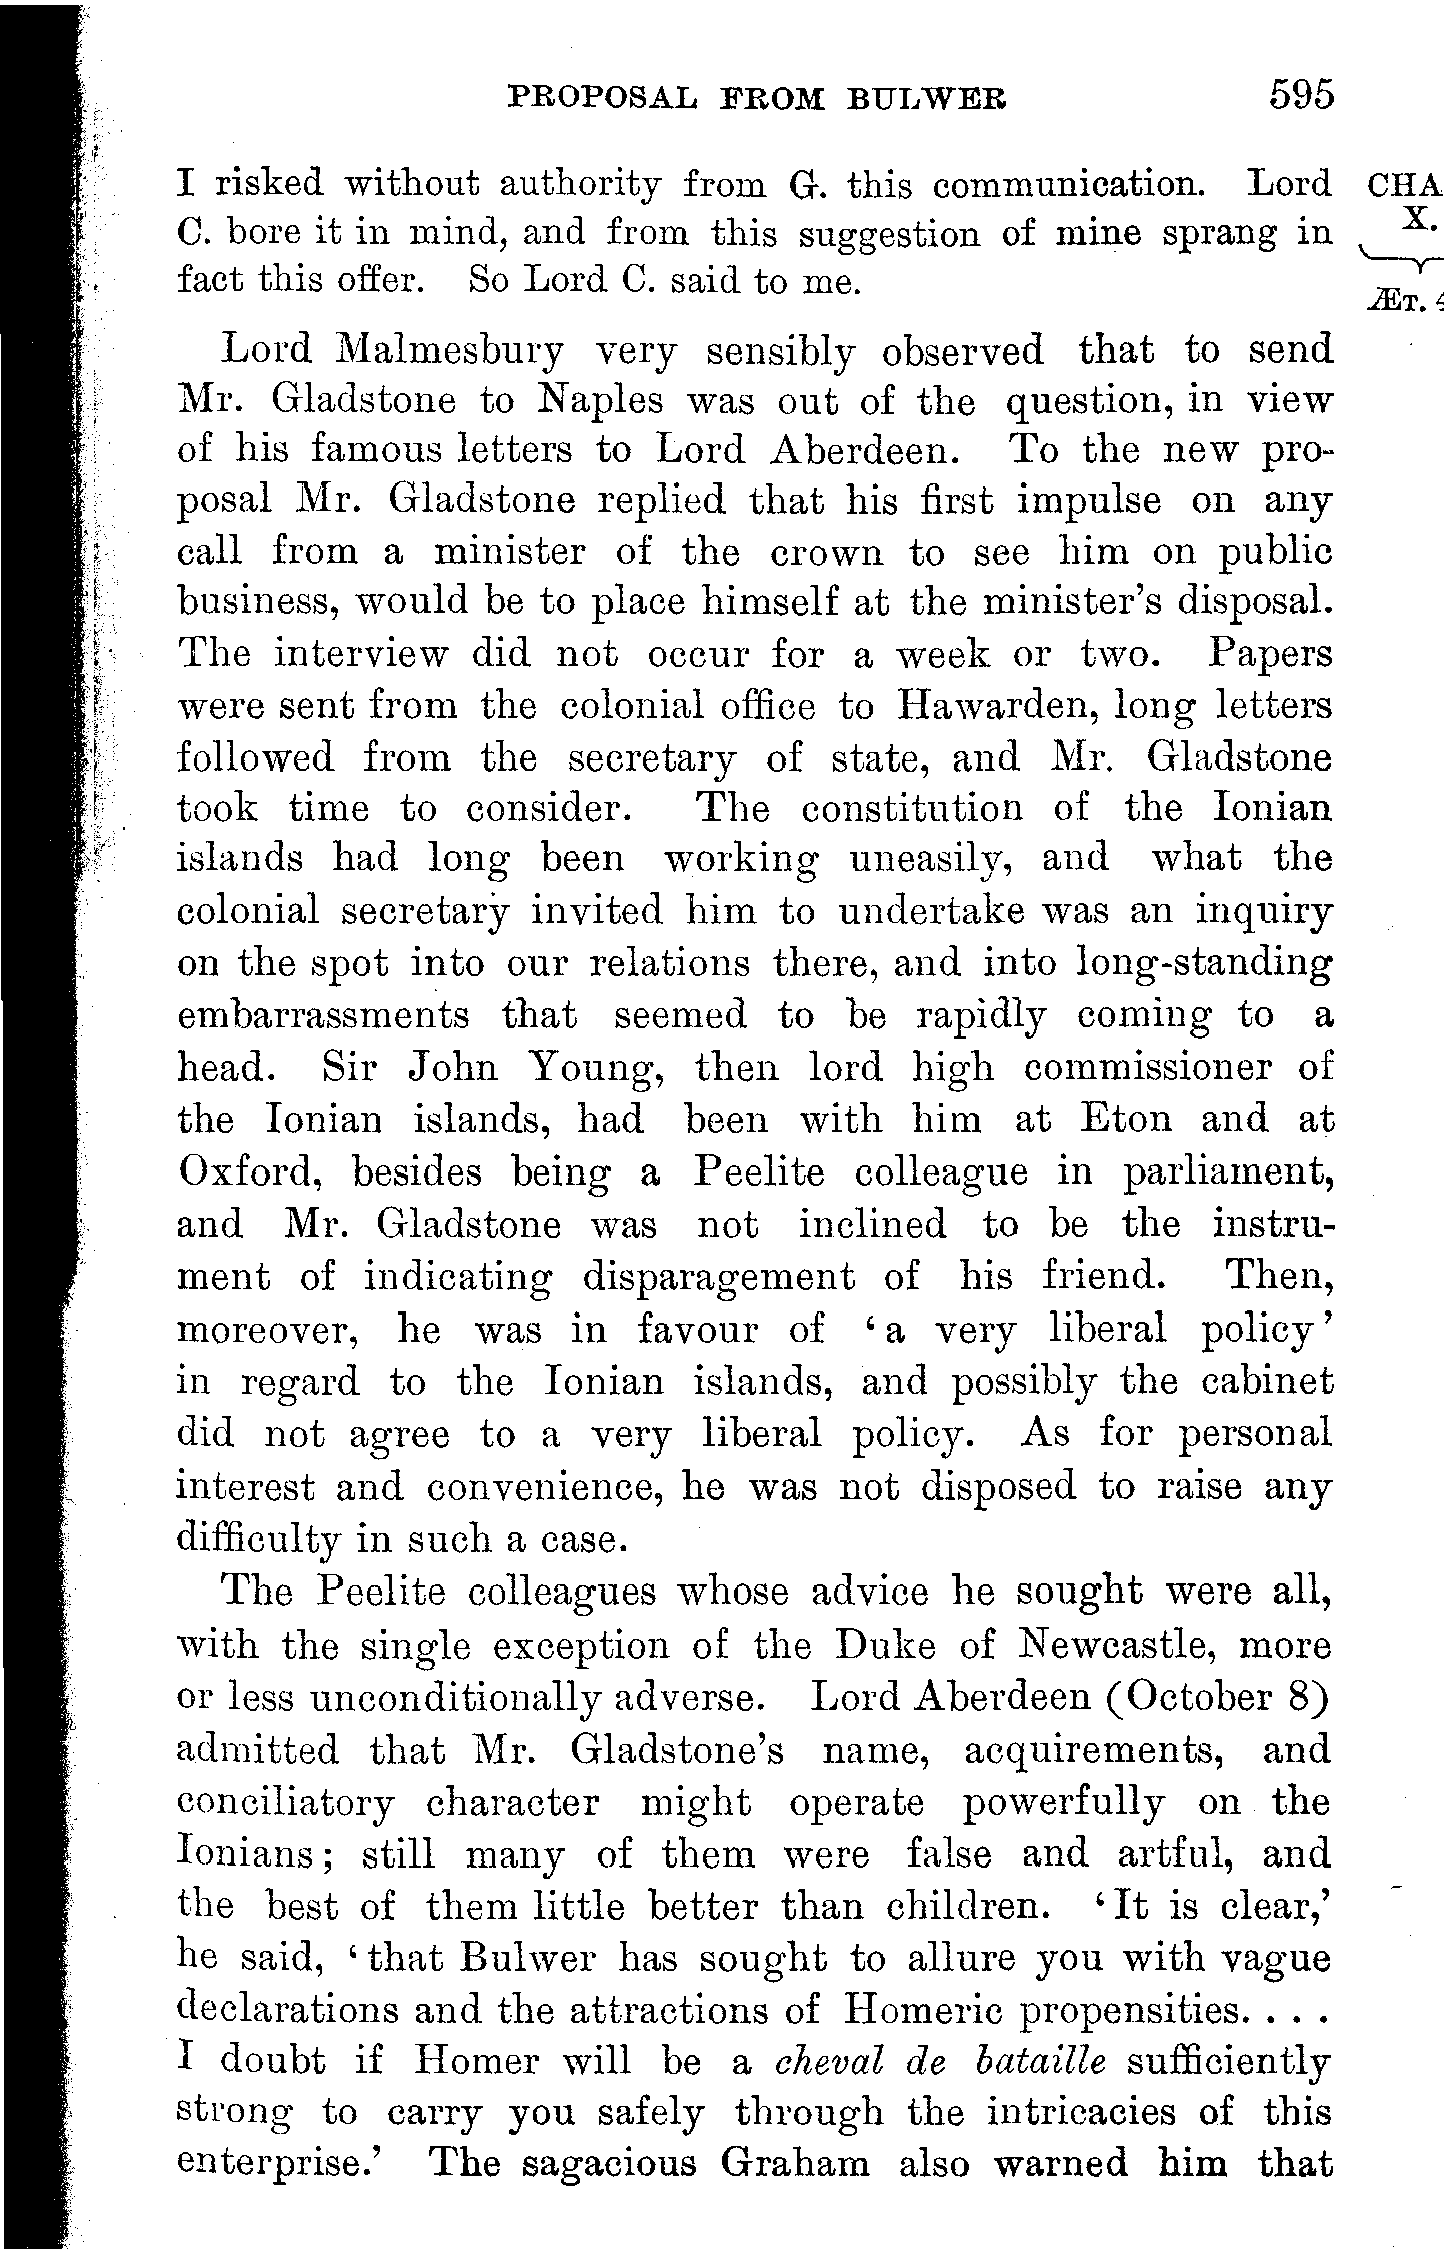 PROPOSAL FROM BULWER 595
I risked without authority from G. this communication. Lord
C. bore it in mind, and from this suggestion of mine sprang in
fact this offer. So Lord C. said to me.
CHA
X.
ÆT. 4
Lord Malmesbury very sensibly observed that to send
Mr. Gladstone to Naples was out of the question, in view
of his famous letters to Lord Aberdeen. To the new pro-
posal Mr. Gladstone replied that his first impulse on any
call from a minister of the crown to see him on public
business, would be to place himself at the minister's disposal.
The interview did not occur for a week or two. Papers
were sent from the colonial office to Hawarden, long letters
followed from the secretary of state, and Mr. Gladstone
took time to consider. The constitution of the Ionian
islands had long been working uneasily, and what the
colonial secretary invited him to undertake was an inquiry
on the spot into our relations there, and into long-standing
embarrassments that seemed to be rapidly coming to a
head. Sir John Young, then lord high commissioner of
the Ionian islands, had been with him at Eton and at
Oxford, besides being a Peelite colleague in parliament,
and Mr. Gladstone was not inclined to be the instru-
ment of indicating disparagement of his friend. Then,
moreover, he was in favour of ‘a very liberal policy’
in regard to the Ionian islands, and possibly the cabinet
did not agree to a very liberal policy. As for personal
interest and convenience, he was not disposed to raise any
difficulty in such a case.
The Peelite colleagues whose advice he sought were all,
with the single exception of the Duke of Newcastle, more
or less unconditionally adverse. Lord Aberdeen (October 8)
admitted that Mr. Gladstone's name, acquirements, and
conciliatory character might operate powerfully on the
Ionians; still many of them were false and artful, and
the best of them little better than children. ‘It is clear,’
he said, ‘that Bulwer has sought to allure you with vague
declarations and the attractions of Homeric propensities. . . .
I doubt if Homer will be a cheval de bataille sufficiently
strong to carry you safely through the intricacies of this
enterprise.’ The sagacious Graham also warned him that